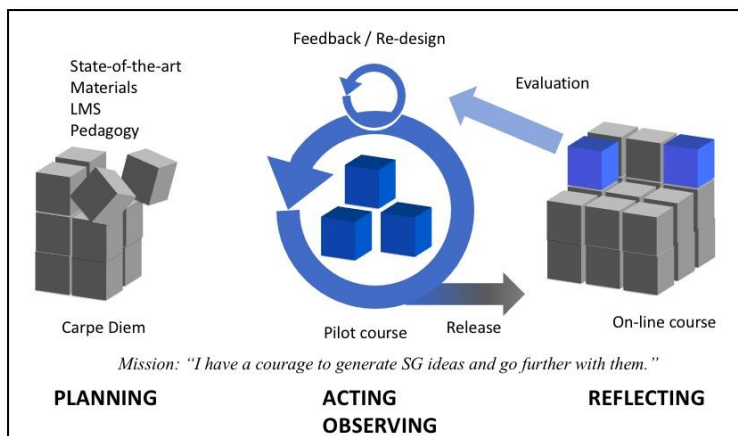 Feedback / Re-design
State-of-the-art
Materials
LMS
Pedagogy
Evaluation
Carpe Diem
Pilot course
Release
On-line course
Mission: “I have a courage to generate SG ideas and go further with them.”
PLANNING
ACTING
OBSERVING
REFLECTING